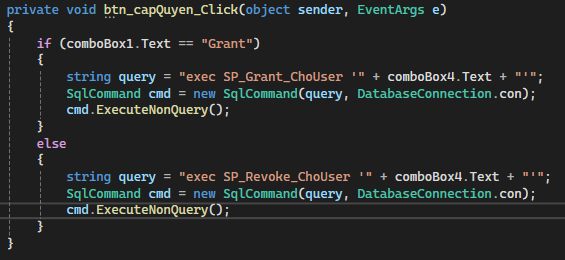 private void btn_capQuyen_Click(object sender, EventArgs e)
{
if (comboBox1.Text == "Grant")
{
string query = "exec SP_Grant_ChoUser '" + comboBox4.Text + "'";
SqlCommand cmd = new SqlCommand(query, DatabaseConnection.con);
cmd.ExecuteNonQuery();
}
else
{
string query = "exec SP_Revoke_ChoUser '" + comboBox4.Text + "'";
SqlCommand cmd = new SqlCommand(query, DatabaseConnection.con);
cmd.ExecuteNonQuery();
}
}